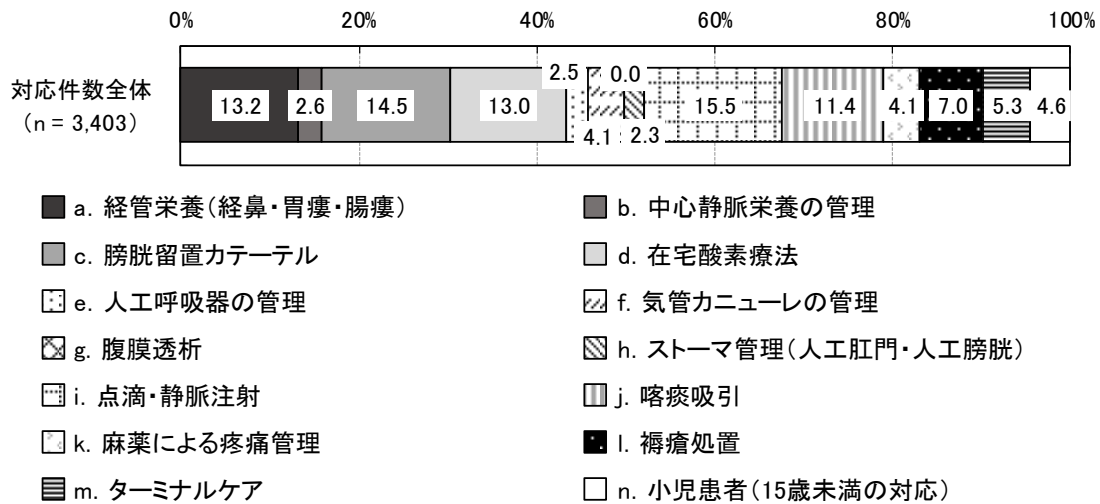 0% 20% 40% 60% 80% 100%
対応件数全体
（n = 3,403）
13.2 2.6 14.5 13.0 2.5 4.1 0.0 2.3 15.5 11.4 4.1 7.0 5.3 4.6
a. 経管栄養（経鼻・胃瘻・腸瘻） b. 中心静脈栄養の管理
c. 膀胱留置カテーテル d. 在宅酸素療法
e. 人工呼吸器の管理 f. 気管カニューレの管理
g. 腹膜透析 h. ストーマ管理（人工肛門・人工膀胱）
i. 点滴・静脈注射 j. 喀痰吸引
k. 麻薬による疼痛管理 l. 褥瘡処置
m. ターミナルケア n. 小児患者（15歳未満の対応）